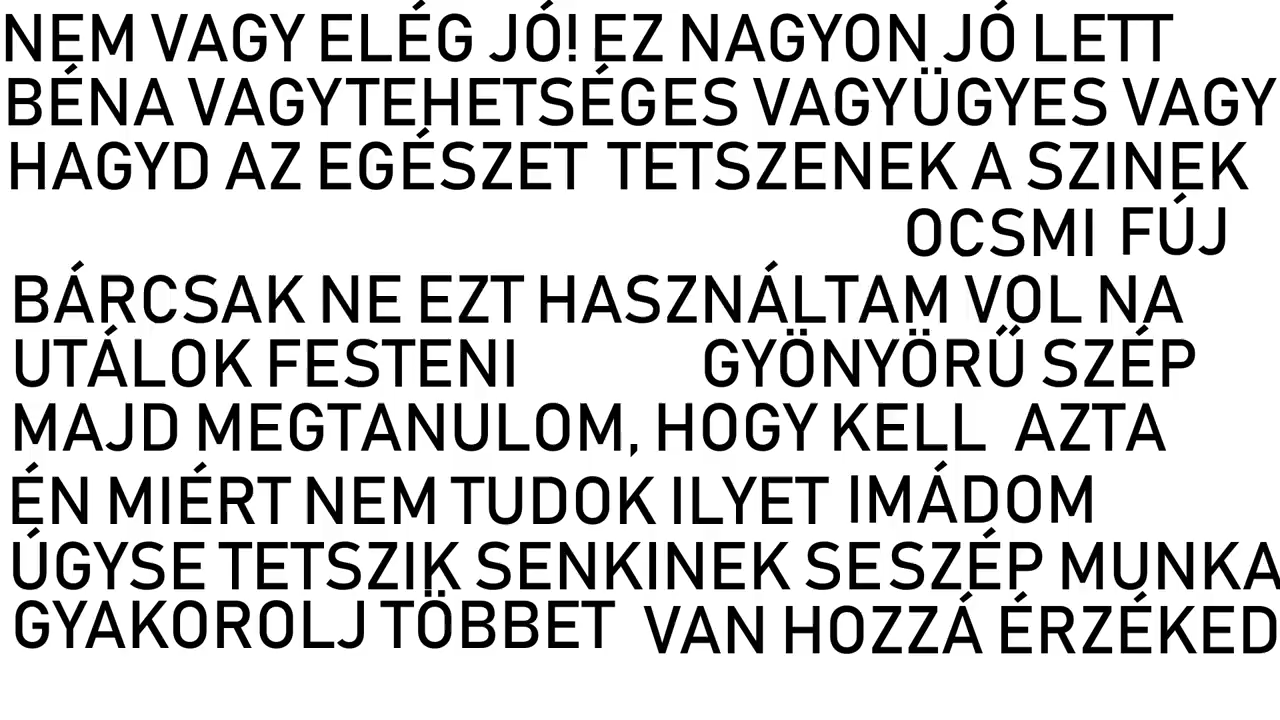 NEM VAGY ELÉG JÓ! EZ NAGYON JÓ LETT
BÉNA VAGYTEHETSÉGES VAGYÜGYES VAGY
HAGYD AZ EGÉSZET TETSZENEK A SZINEK
OCSMI FÚJ
BÁRCSAK NE EZT HASZNÁLTAM VOL NA
UTÁLOK FESTENI GYÖNYÖRŰ SZÉP
MAJD MEGTANULOM, HOGY KELL AZTA
ÉN MIÉRT NEM TUDOK ILYET IMÁDOM
ÚGYSE TETSZIK SENKINEK SESZÉP MUNKA
GYAKOROLJ TÖBBET VAN HOZZÁ ÉRZÉKED